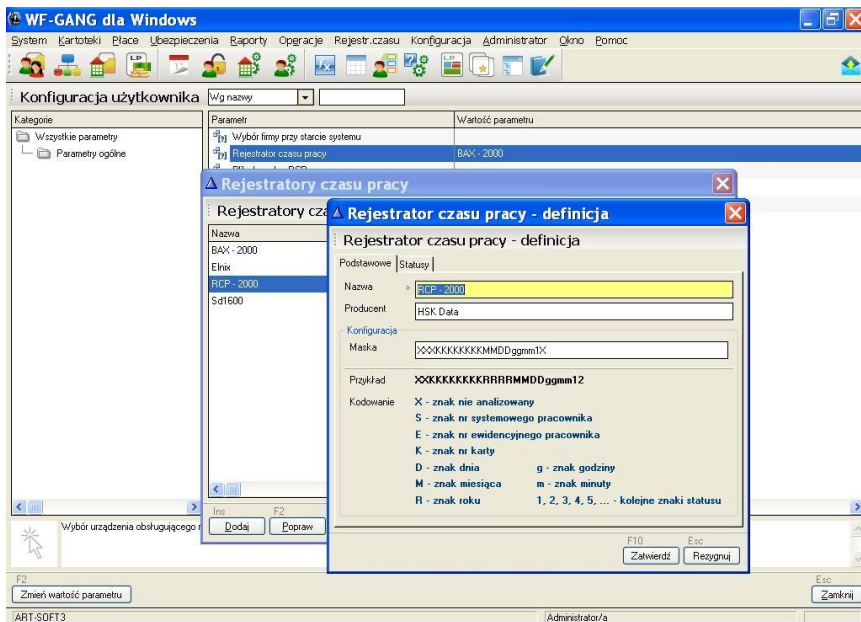 WF-GANG dla Windows
System Kartoteki Płace Ubezpieczenia Raporty Operacje Rejestr.czasu Konfiguracja Administrator Okno Pomoc
Konfiguracja użytkownika Wg nazwy
Kategorie
Wszystkie parametry
Parametry ogólne
Parametr Wartość parametru
Wybór firmy przy starcie systemu
Rejestrator czasu pracy BAX - 2000
Rejestratory czasu pracy
Nazwa
BAX - 2000
Elnix
RCP - 2000
Sd1600
Ins F2
Dodaj Popraw
Rejestrator czasu pracy - definicja
Rejestrator czasu pracy - definicja
Podstawowe Statusy
Nazwa » RCP - 2000
Producent HSK Data
Konfiguracja
Maska XXXKKKKKKKKMMDDggmm1X
Przykład XXKKKKKKKKRRRRMMDDggmm12
Kodowanie X - znak nie analizowany
S - znak nr systemowego pracownika
E - znak nr ewidencyjnego pracownika
K - znak nr karty
D - znak dnia g - znak godziny
M - znak miesiąca m - znak minuty
R - znak roku 1, 2, 3, 4, 5, ... - kolejne znaki statusu
F10 Esc
Zatwierdź Rezygnuj
Wybór urządzenia obsługującego
F2 Esc
Zmień wartość parametru Zamknij
ART-SOFT3 Administrator/a